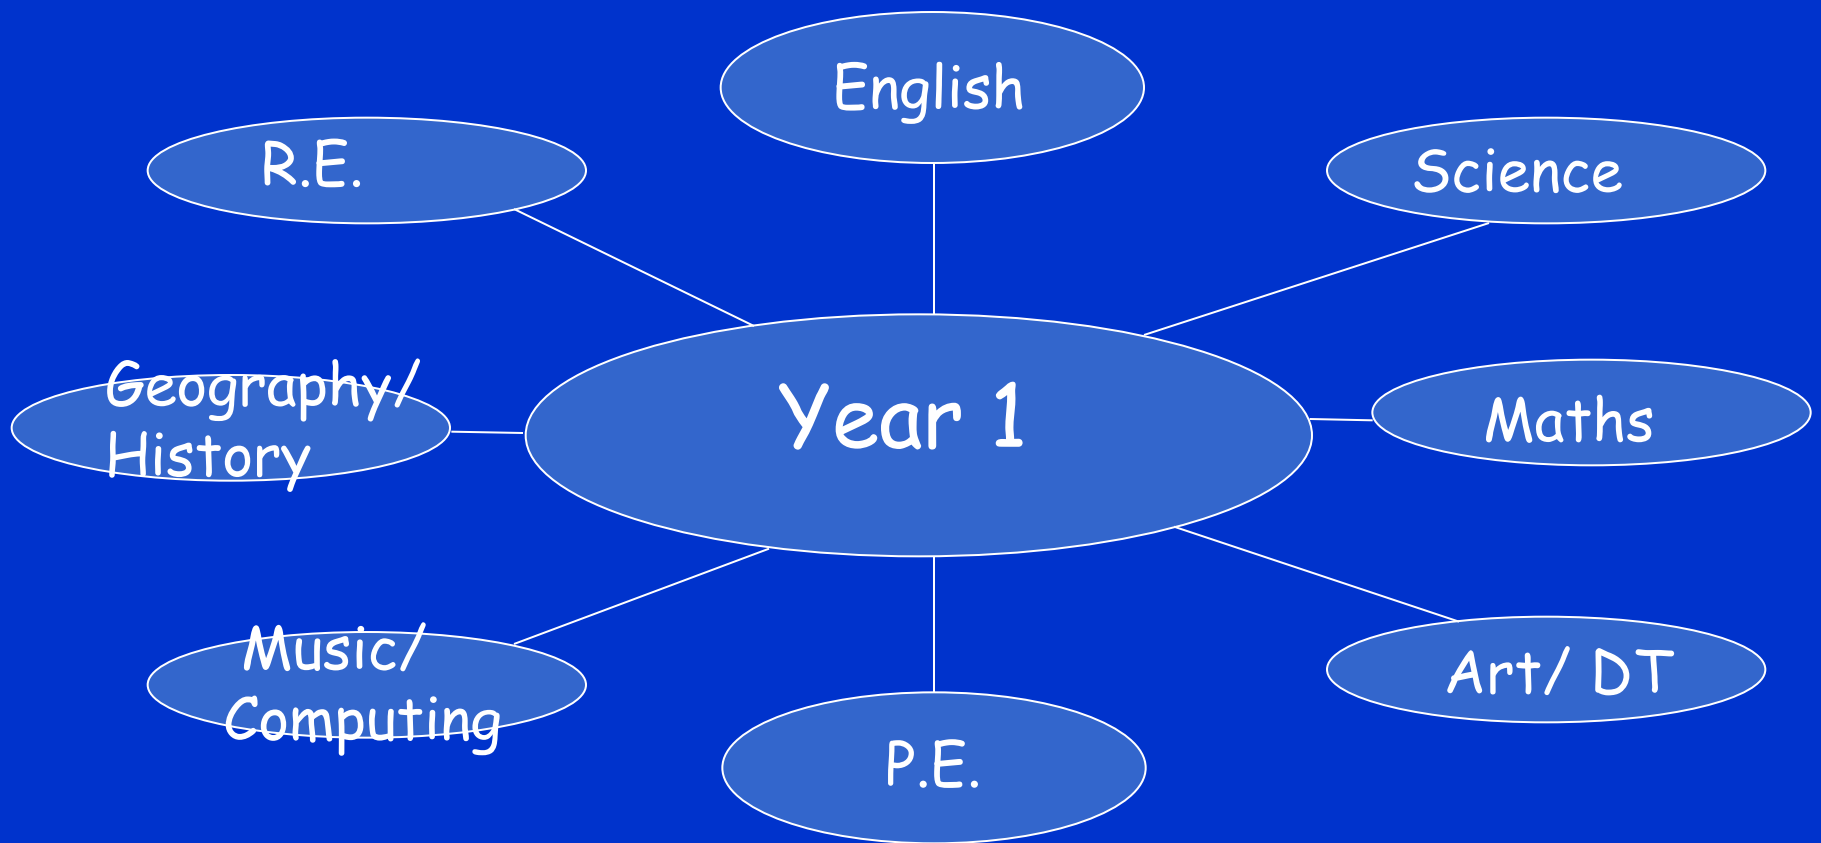 English
R.E.
Science
Geography/
History
Year 1
Maths
Music/
Computing
Art/ DT
P.E.